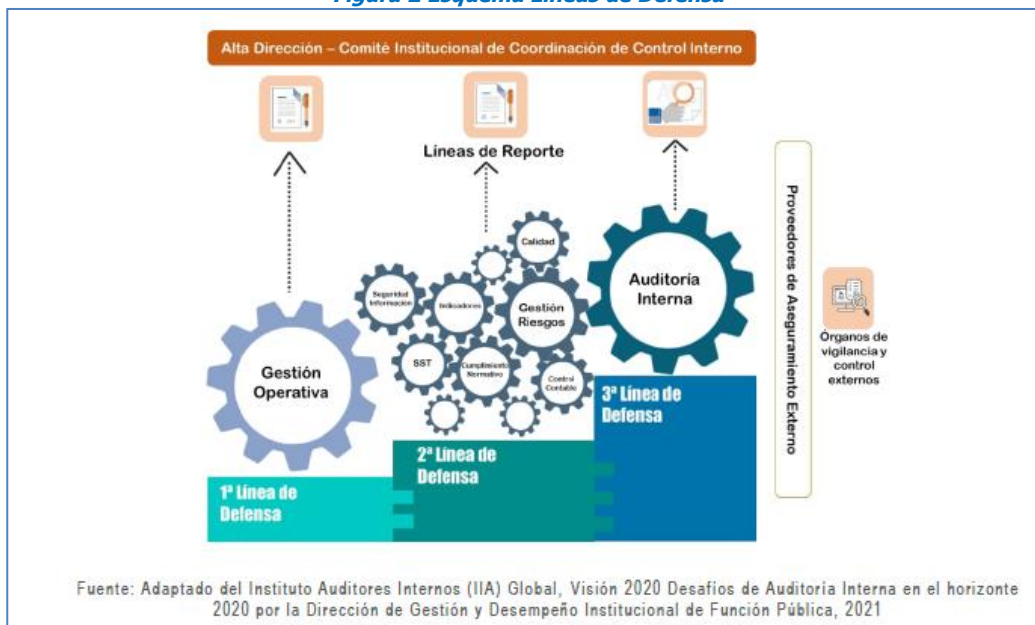 Figura 2 Esquema Líneas de Defensa
Alta Dirección – Comité Institucional de Coordinación de Control Interno
Líneas de Reporte
Calidad
Seguridad
Información
Indicadores
Gestión
Riesgos
SST
Cumplimiento
Normativo
Control
Contable
Gestión
Operativa
Auditoría
Interna
1ª Línea de
Defensa
2ª Línea de
Defensa
3ª Línea de
Defensa
Proveedores de Aseguramiento Externo
Órganos de
vigilancia y
control
externos
Fuente: Adaptado del Instituto Auditores Internos (IIA) Global, Visión 2020 Desafíos de Auditoria Interna en el horizonte
2020 por la Dirección de Gestión y Desempeño Institucional de Función Pública, 2021